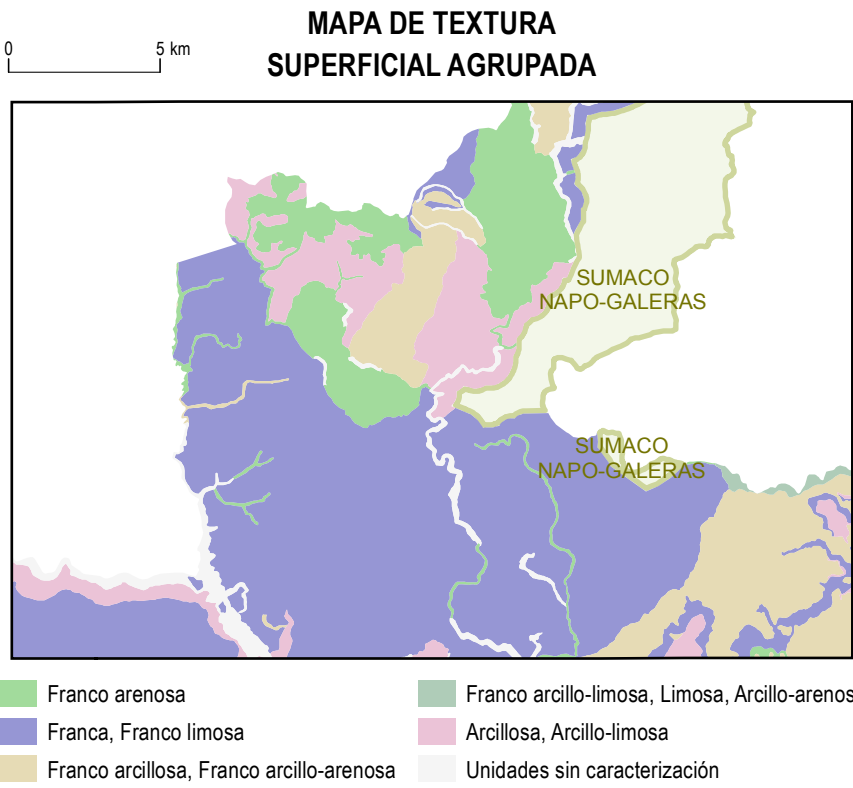 MAPA DE TEXTURA
SUPERFICIAL AGRUPADA
0 5 km
SUMACO
NAPO-GALERAS
SUMACO
NAPO-GALERAS
Franco arenosa
Franca, Franco limosa
Franco arcillosa, Franco arcillo-arenosa
Franco arcillo-limosa, Limosa, Arcillo-arenos
Arcillosa, Arcillo-limosa
Unidades sin caracterización